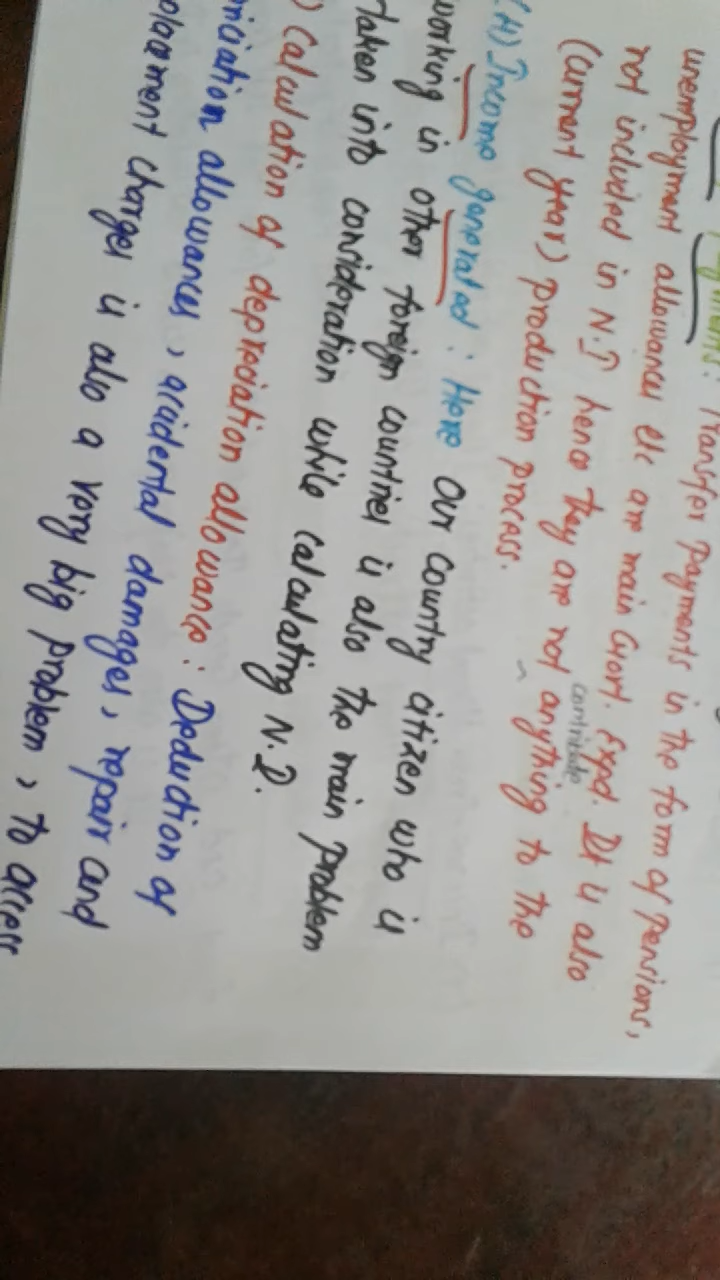 Transfer payments in the form of pensions,
unemployment allowances etc are main Govt. Expd. It is also
not included in N.I hence they are not contribute anything to the
(current year) production process.
(4) Income generated : Here our country citizen who is
working in other foreign countries is also the main problem
taken into consideration while calculating N.I.
) Calculation of depreciation allowance : Deduction of
allowances, accidental damages, repair and
charges is also a very big problem, to access